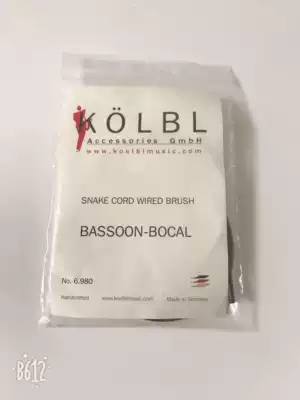 KÖLBL
Accessories GmbH
www.koelblmusic.com
SNAKE CORD WIRED BRUSH
BASSOON-BOCAL
No. 6.980
Handcrafted www.koelblmusic.com Made in Germany
B612